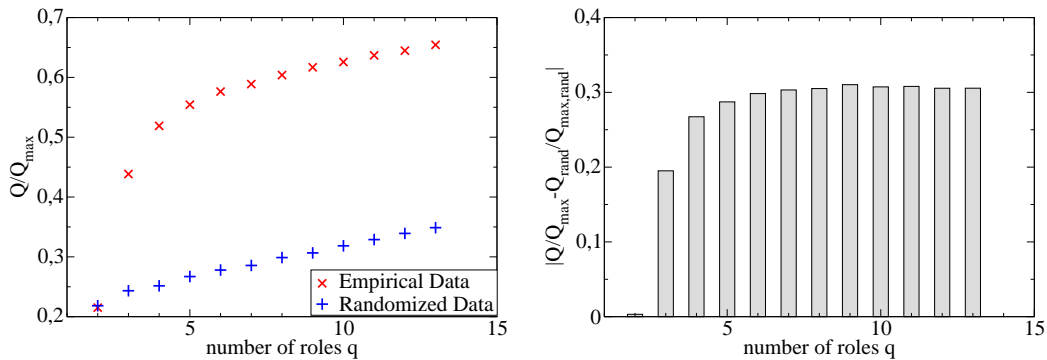 0,7
0,6
0,5
0,4
0,3
0,2
Q/Q_max
5
10
15
number of roles q
Empirical Data
Randomized Data
0,4
0,3
0,2
0,1
0
|Q/Q_max-Q_rand/Q_max,rand|
5
10
15
number of roles q